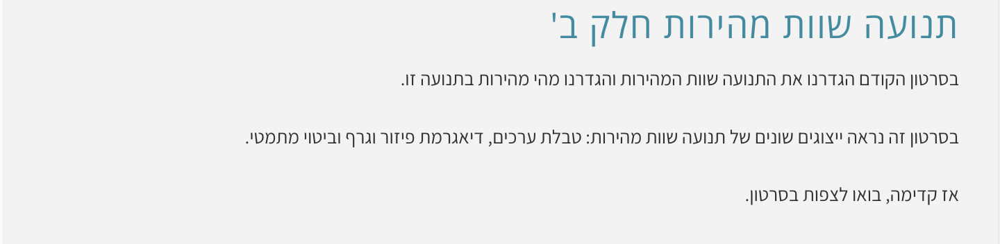 תנועה שוות מהירות חלק ב'
בסרטון הקודם הגדרנו את התנועה שוות המהירות והגדרנו מהי מהירות בתנועה זו.
בסרטון זה נראה ייצוגים שונים של תנועה שוות מהירות: טבלת ערכים, דיאגרמת פיזור וגרף וביטוי מתמטי.
אז קדימה, בואו לצפות בסרטון.